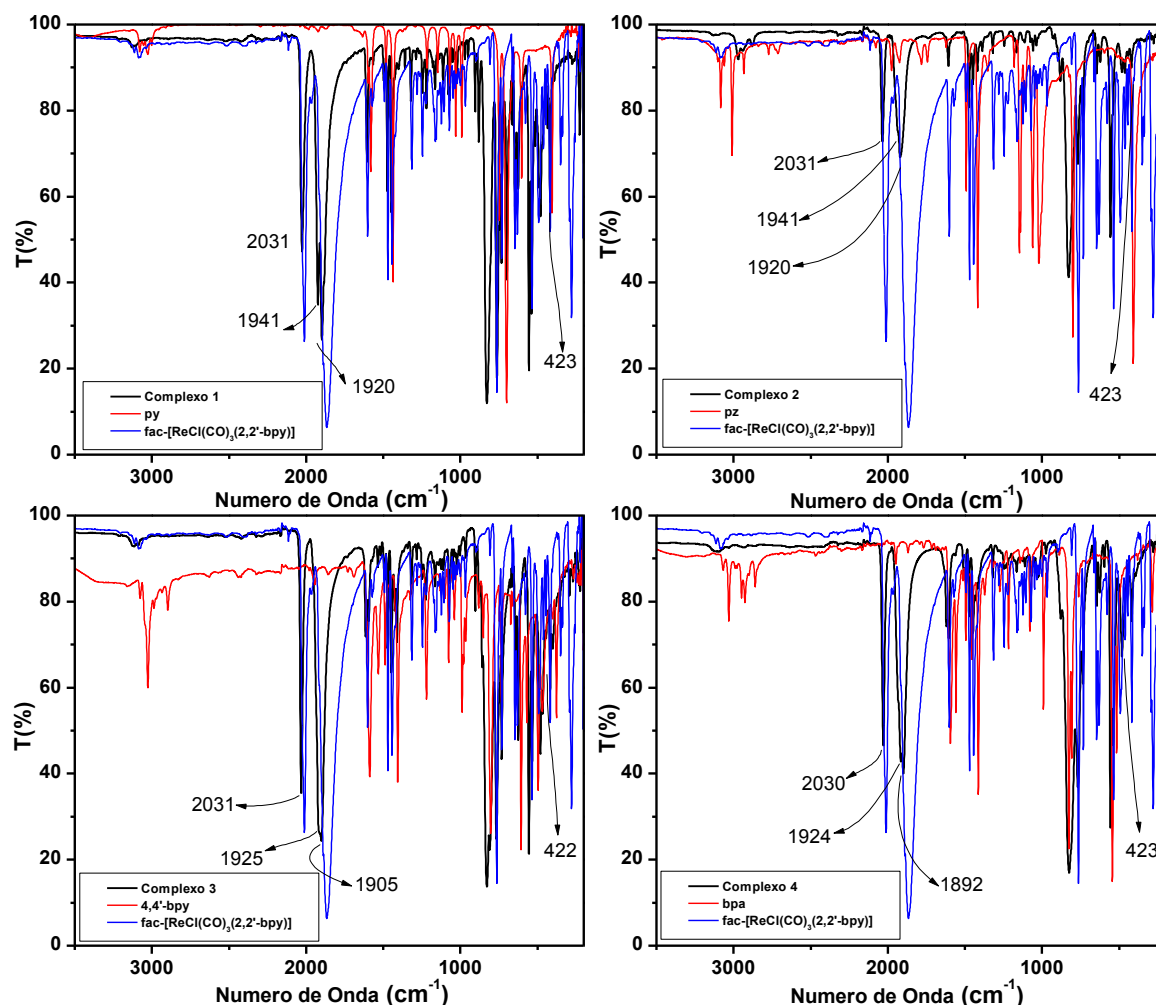 100
80
60
40
20
0
T(%)
2031
1941
1920
423
Complexo 1
py
fac-[ReCl(CO)3(2,2'-bpy)]
3000
2000
1000
Numero de Onda (cm-1)
100
80
60
40
20
0
T(%)
2031
1941
1920
423
Complexo 2
pz
fac-[ReCl(CO)3(2,2'-bpy)]
3000
2000
1000
Numero de Onda (cm-1)
100
80
60
40
20
0
T(%)
2031
1925
1905
422
Complexo 3
4,4'-bpy
fac-[ReCl(CO)3(2,2'-bpy)]
3000
2000
1000
Numero de Onda (cm-1)
100
80
60
40
20
0
T(%)
2030
1924
1892
423
Complexo 4
bpa
fac-[ReCl(CO)3(2,2'-bpy)]
3000
2000
1000
Numero de Onda (cm-1)